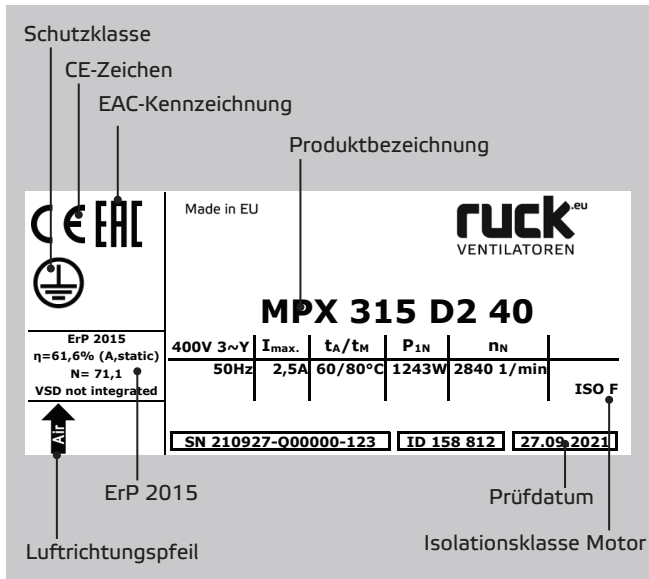 Schutzklasse
CE-Zeichen
EAC-Kennzeichnung
Produktbezeichnung
CE EAC
Made in EU
ruck.eu
VENTILATOREN
MPX 315 D2 40
ErP 2015
η=61,6% (A,static)
N= 71,1
VSD not integrated
400V 3~Y Imax. tA/tM P1N nN
50Hz 2,5A 60/80°C 1243W 2840 1/min
ISO F
Air
SN 210927-Q00000-123 ID 158 812 27.09.2021
ErP 2015
Prüfdatum
Luftrichtungspfeil
Isolationsklasse Motor